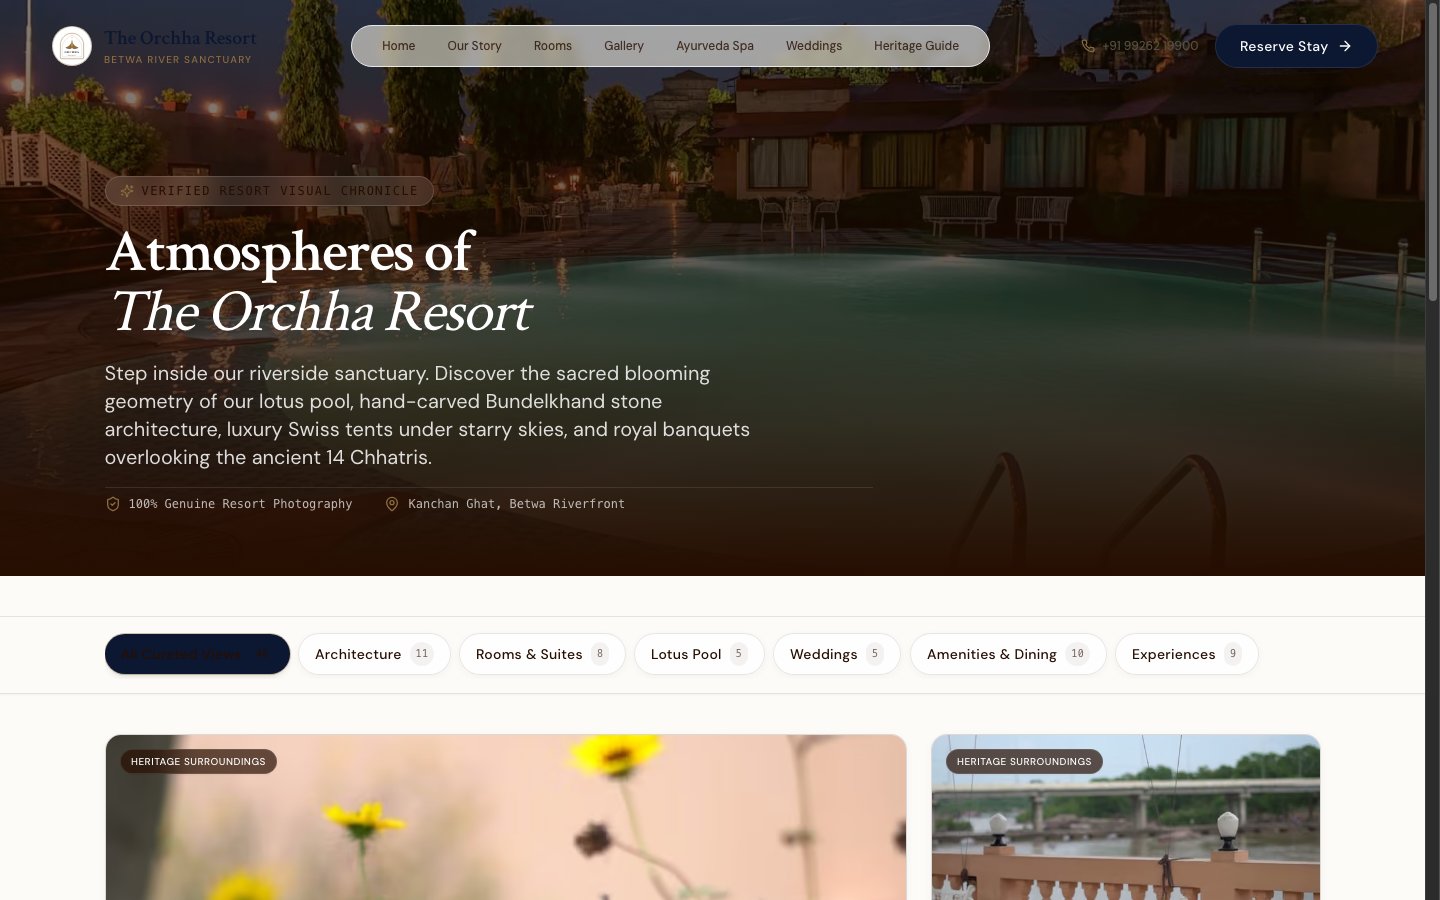 The Orchha Resort
BETWA RIVER SANCTUARY
Home Our Story Rooms Gallery Ayurveda Spa Weddings Heritage Guide
+91 99262 19900
Reserve Stay
VERIFIED RESORT VISUAL CHRONICLE
Atmospheres of
The Orchha Resort
Step inside our riverside sanctuary. Discover the sacred blooming
geometry of our lotus pool, hand-carved Bundelkhand stone
architecture, luxury Swiss tents under starry skies, and royal banquets
overlooking the ancient 14 Chhatris.
100% Genuine Resort Photography Kanchan Ghat, Betwa Riverfront
All Curated Views Architecture 11 Rooms & Suites 8 Lotus Pool 5 Weddings 5 Amenities & Dining 10 Experiences 9
HERITAGE SURROUNDINGS HERITAGE SURROUNDINGS